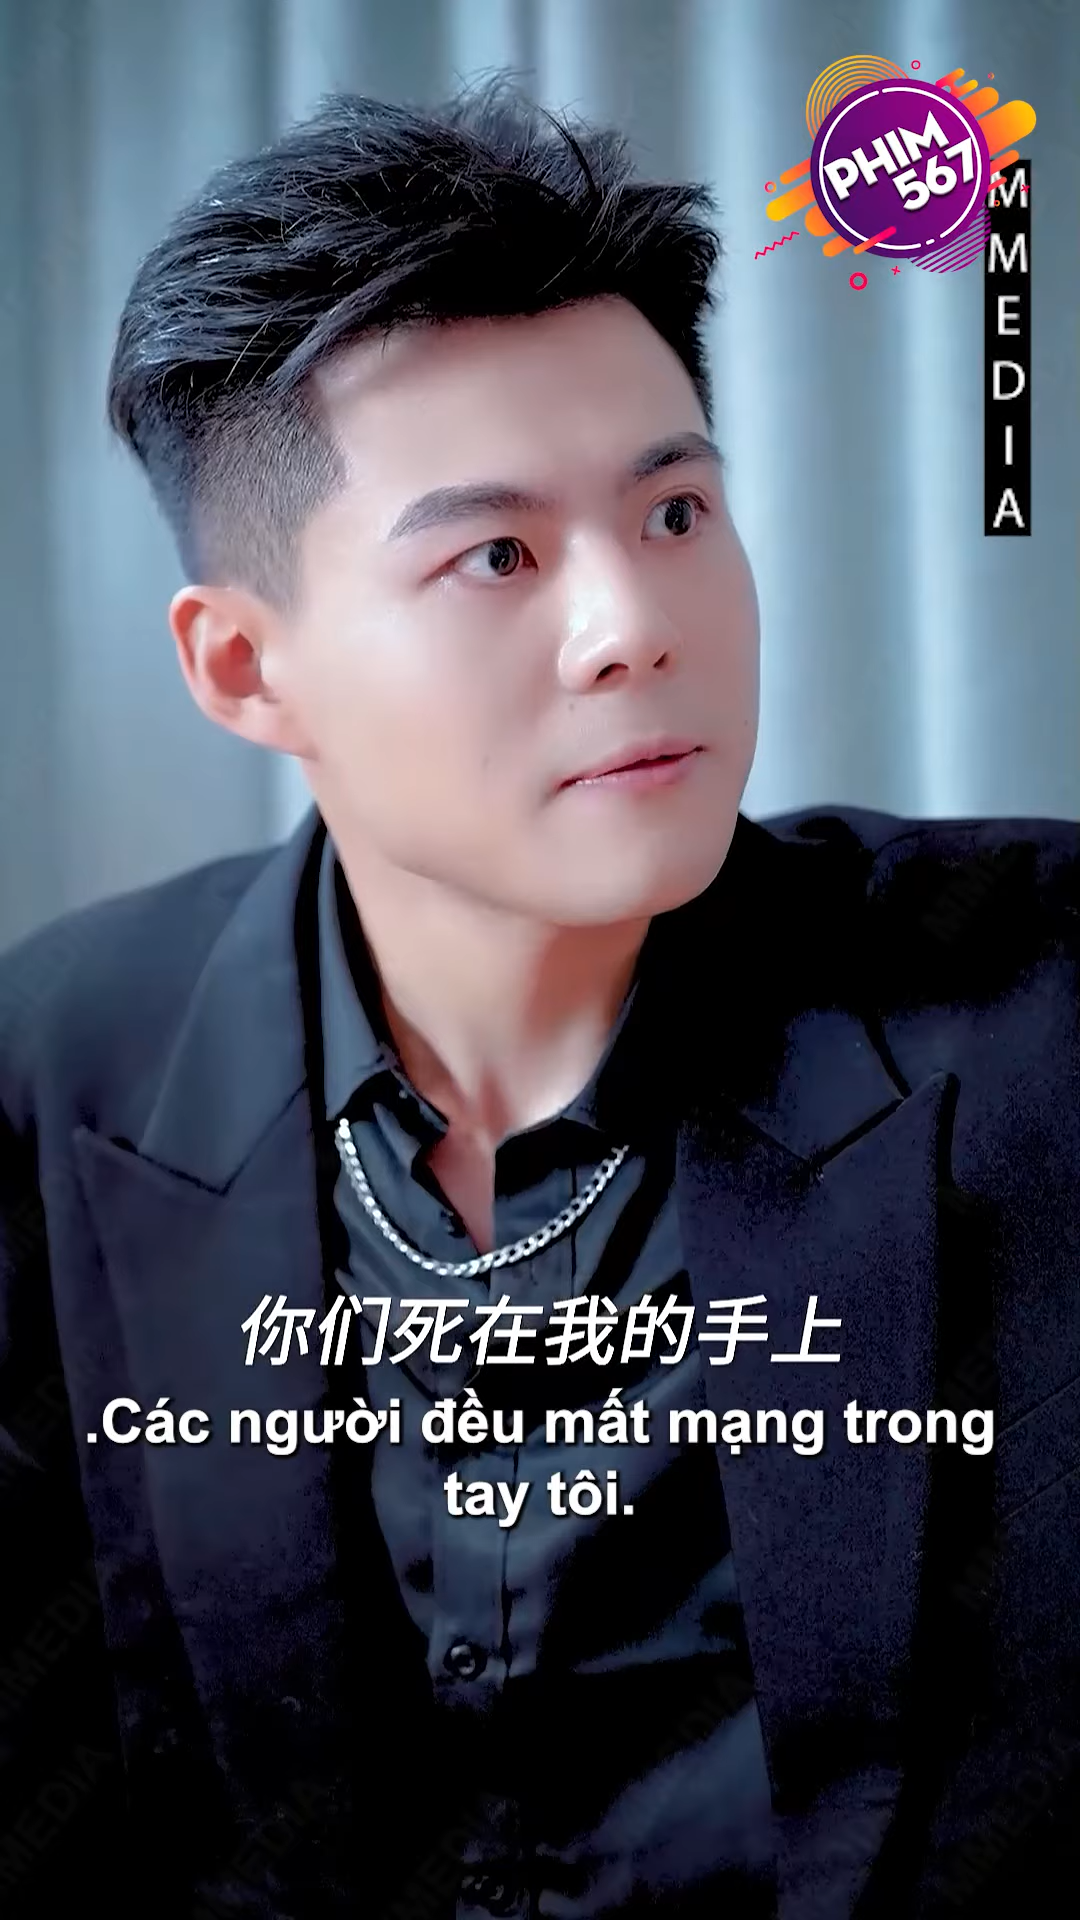 PHIM
567
MMEDIA
你们死在我的手上
.Các người đều mất mạng trong
tay tôi.